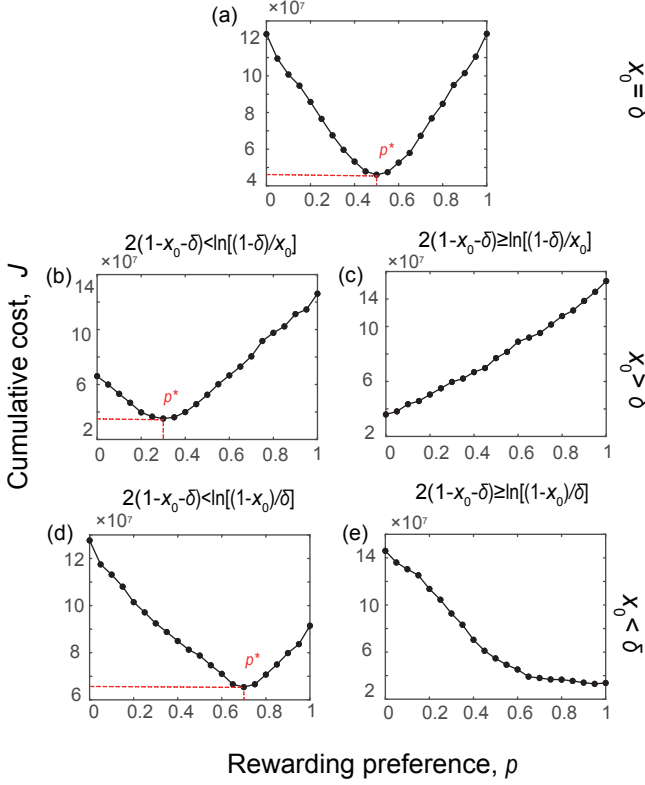 (a)
×10⁷
12
10
8
6
4
p*
0 0.2 0.4 0.6 0.8 1
x₀ = δ
2(1-x₀-δ)<ln[(1-δ)/x₀]
(b)
×10⁷
14
10
6
4
2
p*
0 0.2 0.4 0.6 0.8 1
2(1-x₀-δ)≥ln[(1-δ)/x₀]
(c)
×10⁷
14
10
6
2
0 0.2 0.4 0.6 0.8 1
x₀ > δ
2(1-x₀-δ)<ln[(1-x₀)/δ]
(d)
×10⁷
12
10
8
6
p*
0 0.2 0.4 0.6 0.8 1
2(1-x₀-δ)≥ln[(1-x₀)/δ]
(e)
×10⁷
14
10
6
2
0 0.2 0.4 0.6 0.8 1
x₀ < δ
Cumulative cost, J
Rewarding preference, p